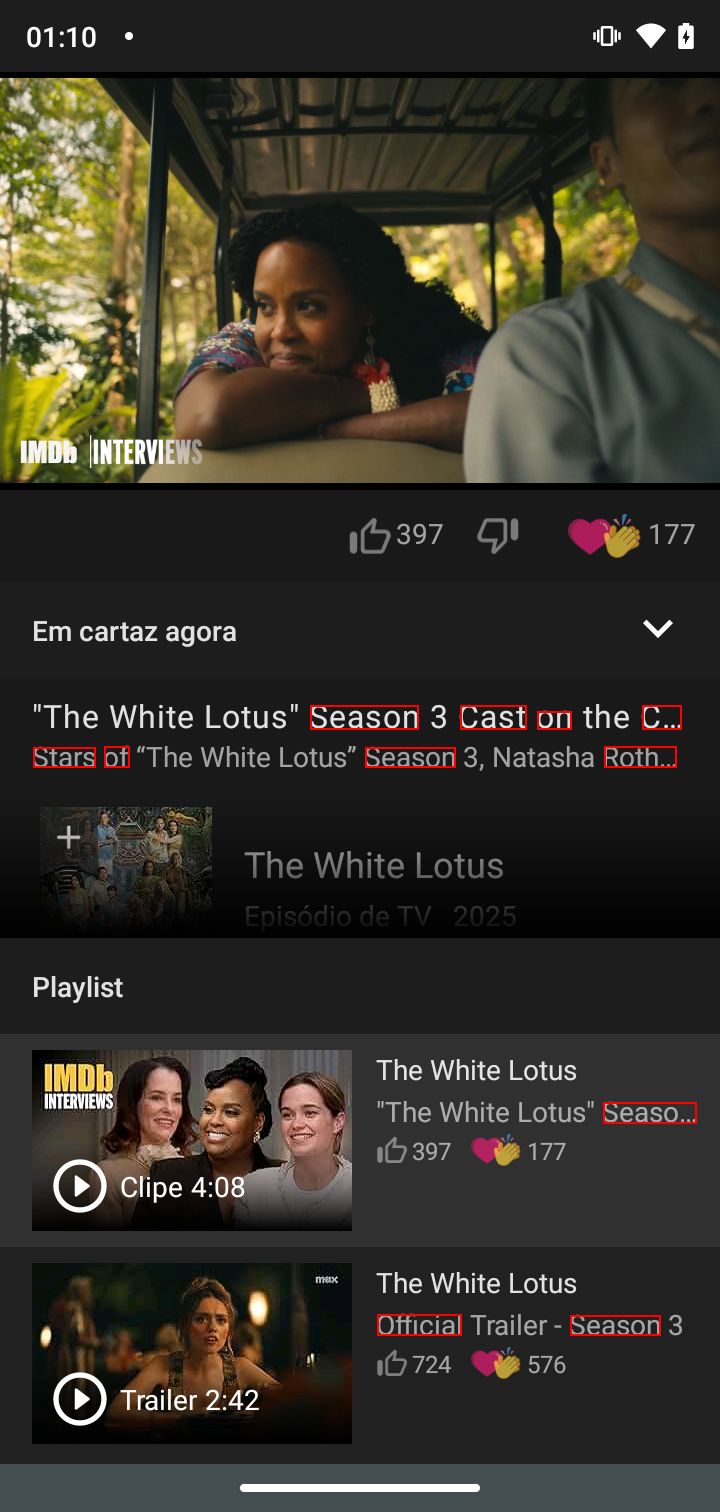 01:10
IMDb | INTERVIEWS
397 177
Em cartaz agora
"The White Lotus" Season 3 Cast on the C…
Stars of “The White Lotus” Season 3, Natasha Roth…
The White Lotus
Episódio de TV 2025
Playlist
IMDb
INTERVIEWS
Clipe 4:08
The White Lotus
"The White Lotus" Seaso…
397 177
max
Trailer 2:42
The White Lotus
Official Trailer - Season 3
724 576